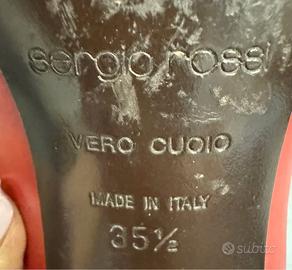 sergio rossi
VERO CUOIO
MADE IN ITALY
35½
subito